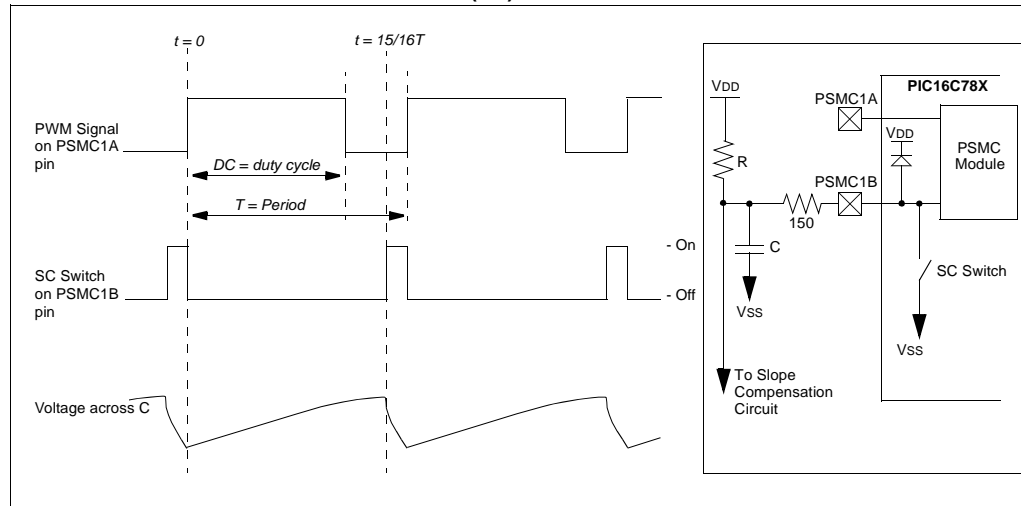 t = 0
t = 15/16T
PWM Signal
on PSMC1A
pin
DC = duty cycle
T = Period
SC Switch
on PSMC1B
pin
- On
- Off
Voltage across C
VDD
R
150
C
VSS
To Slope
Compensation
Circuit
PIC16C78X
PSMC1A
VDD
PSMC
Module
PSMC1B
SC Switch
VSS